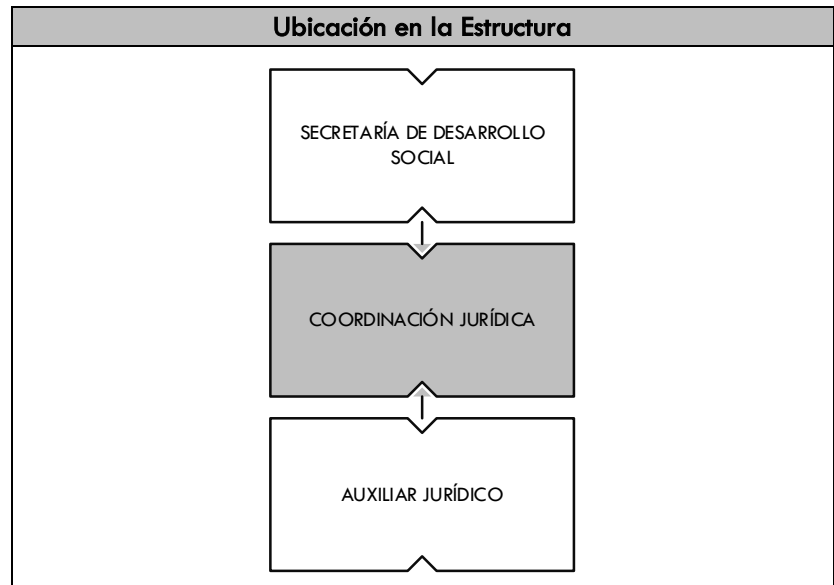 Ubicación en la Estructura
SECRETARÍA DE DESARROLLO
SOCIAL
COORDINACIÓN JURÍDICA
AUXILIAR JURÍDICO